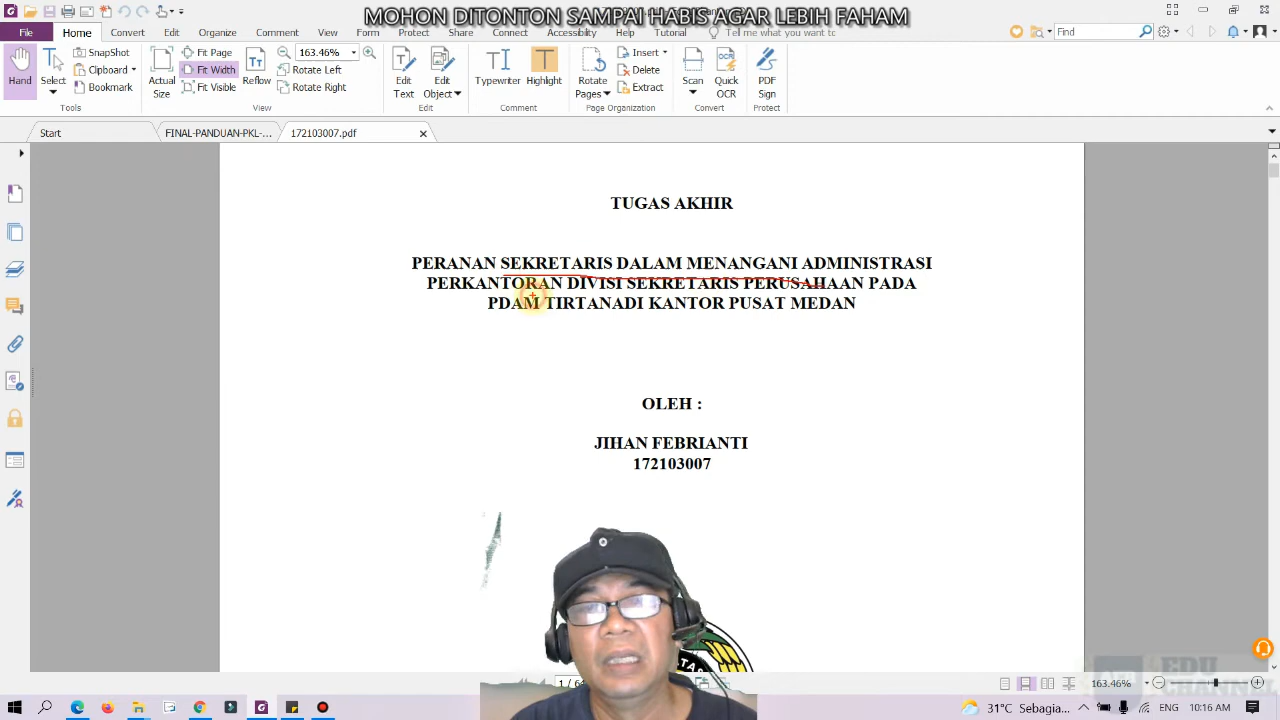 MOHON DITONTON SAMPAI HABIS AGAR LEBIH FAHAM
File Home Convert Edit Organize Comment View Form Protect Share Connect Accessibility Help Tutorial Tell me what you want to Find
Hand
Select
SnapShot
Clipboard
Bookmark
Tools
Actual Size
Fit Page
Fit Width
Fit Visible
Reflow
163.46%
Rotate Left
Rotate Right
View
Edit Text
Edit Object
Edit
Typewriter
Highlight
Comment
Rotate Pages
Insert
Delete
Extract
Page Organization
Scan
Quick OCR
Convert
PDF Sign
Protect
Start FINAL-PANDUAN-PKL-... 172103007.pdf
TUGAS AKHIR
PERANAN SEKRETARIS DALAM MENANGANI ADMINISTRASI
PERKANTORAN DIVISI SEKRETARIS PERUSAHAAN PADA
PDAM TIRTANADI KANTOR PUSAT MEDAN
OLEH :
JIHAN FEBRIANTI
172103007
163.46%
EDU
31°C Sebagia... ENG 10:16 AM